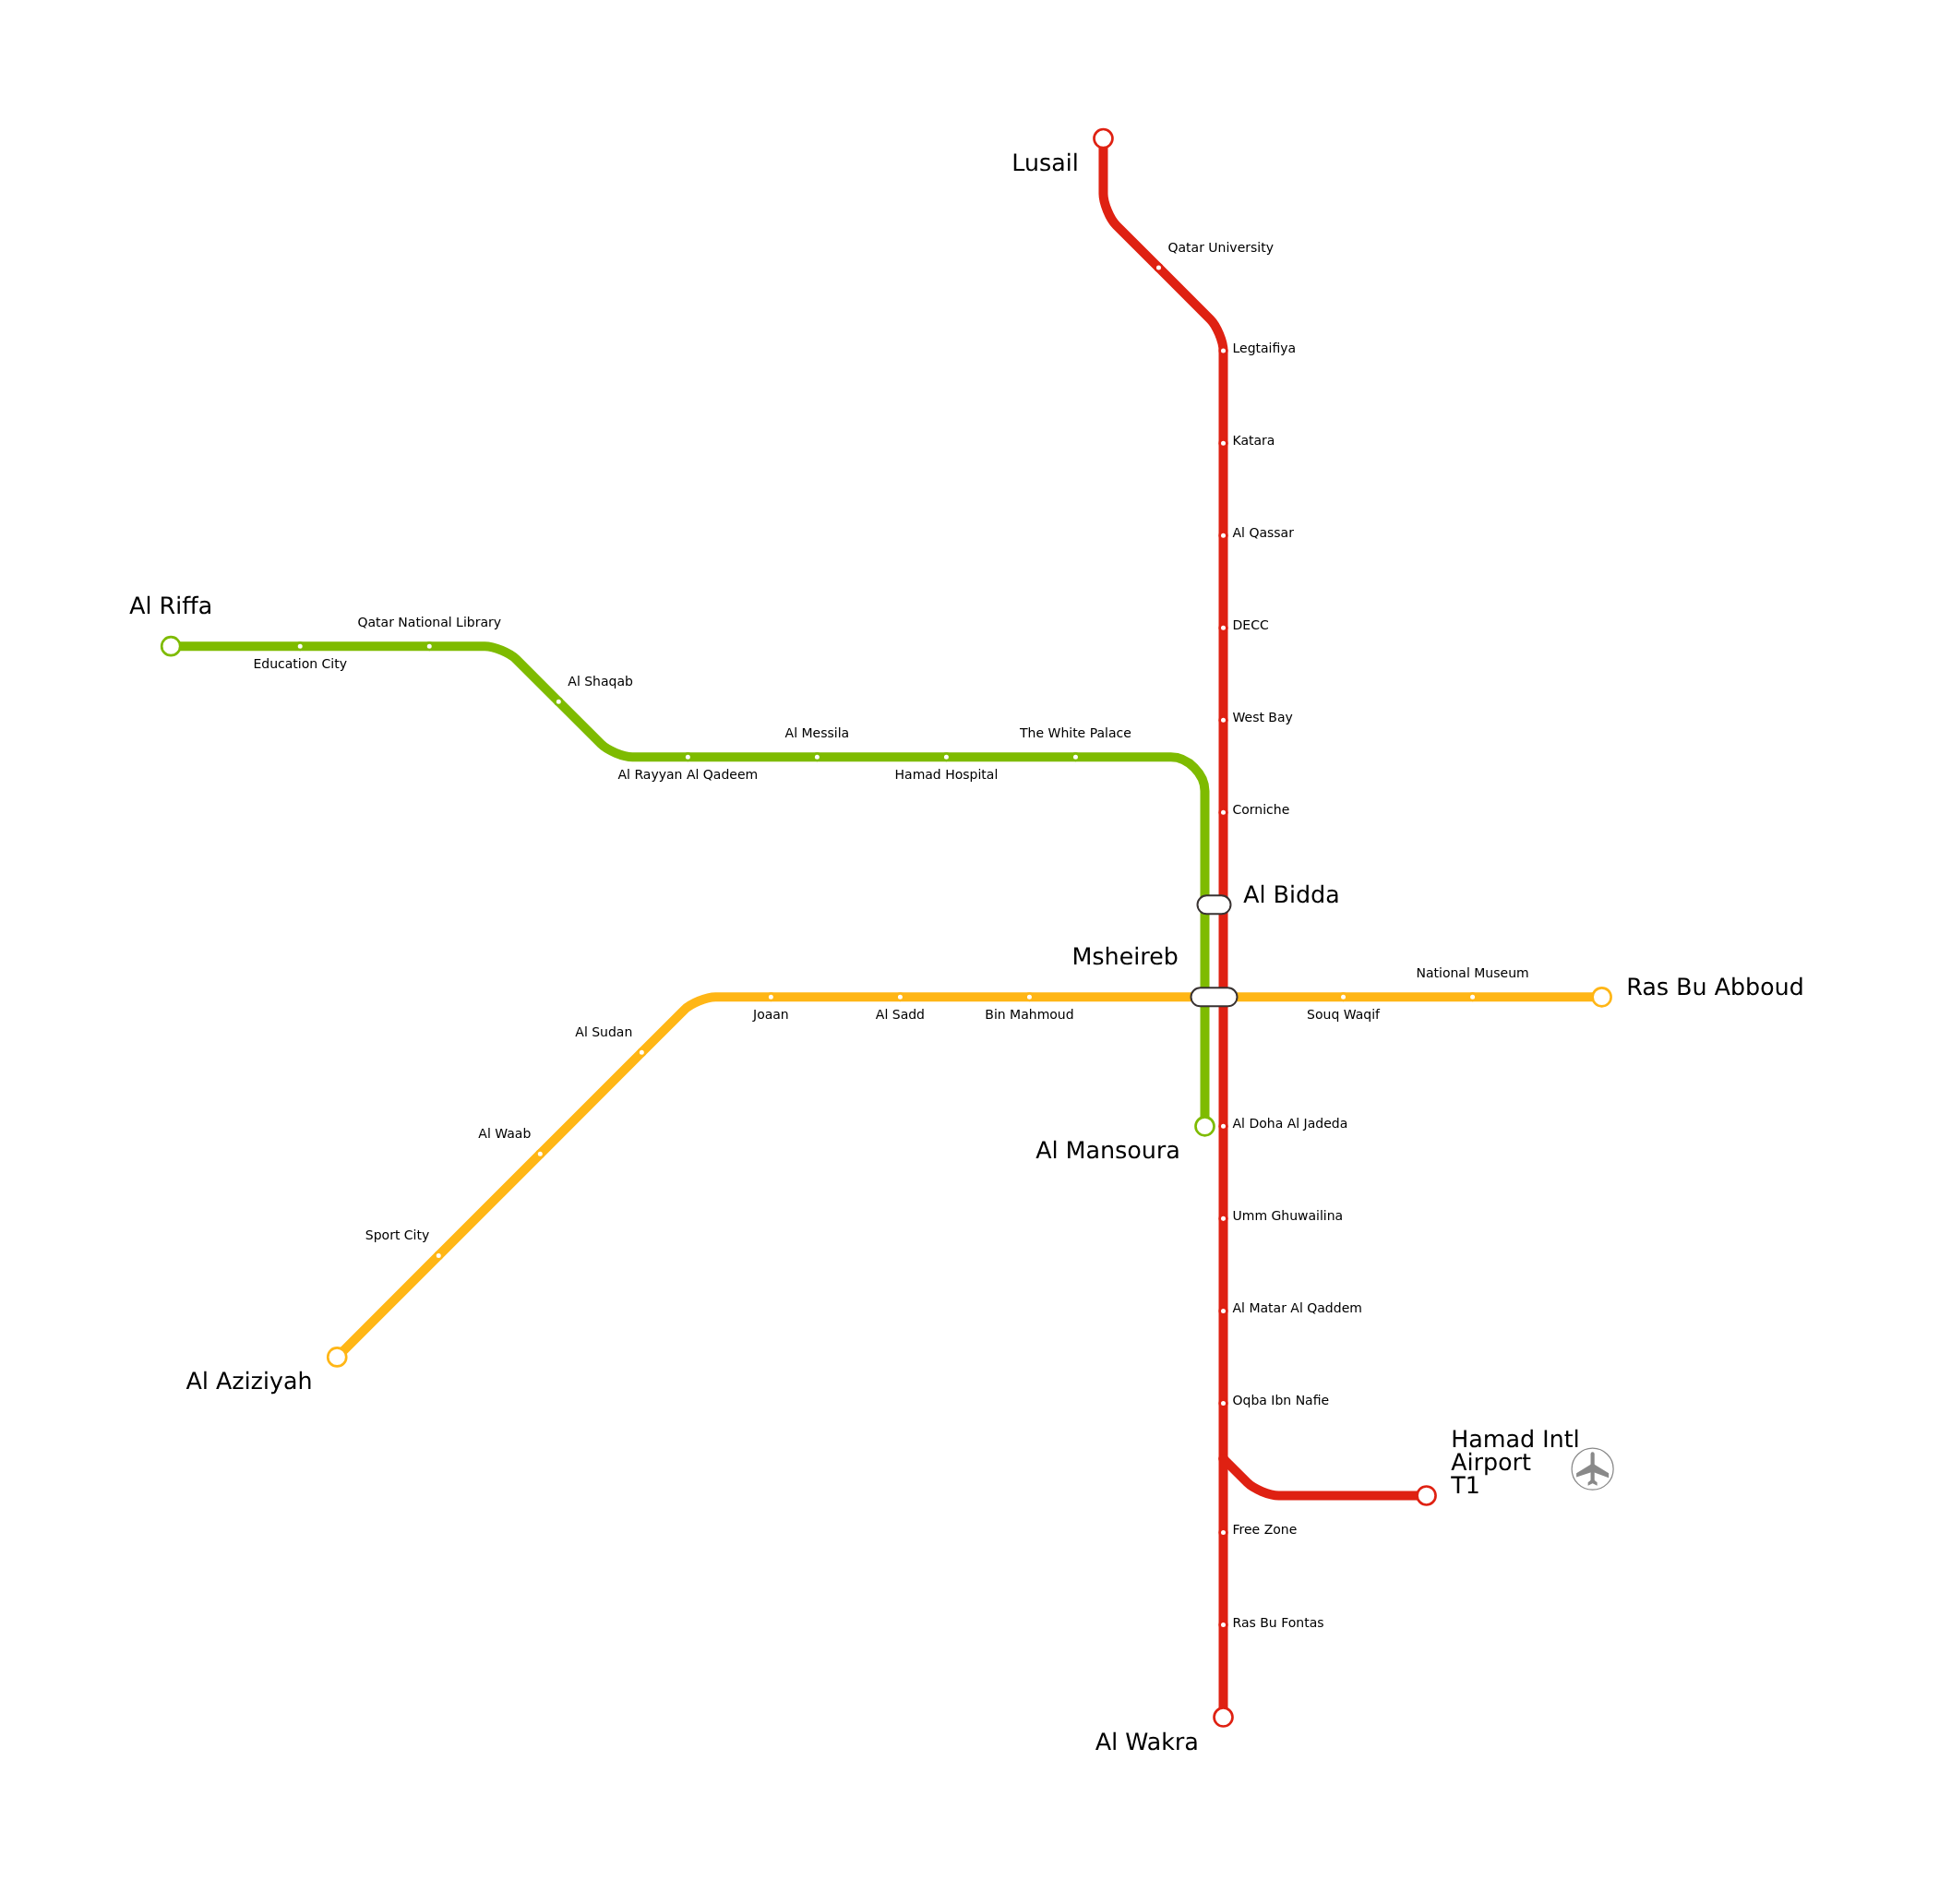 Lusail
Qatar University
Legtaifiya
Katara
Al Qassar
Al Riffa
Qatar National Library
DECC
Education City
Al Shaqab
West Bay
Al Messila
The White Palace
Al Rayyan Al Qadeem
Hamad Hospital
Corniche
Al Bidda
Msheireb
National Museum
Ras Bu Abboud
Joaan
Al Sadd
Bin Mahmoud
Souq Waqif
Al Sudan
Al Doha Al Jadeda
Al Waab
Al Mansoura
Umm Ghuwailina
Sport City
Al Matar Al Qaddem
Al Aziziyah
Oqba Ibn Nafie
Hamad Intl
Airport
T1
Free Zone
Ras Bu Fontas
Al Wakra